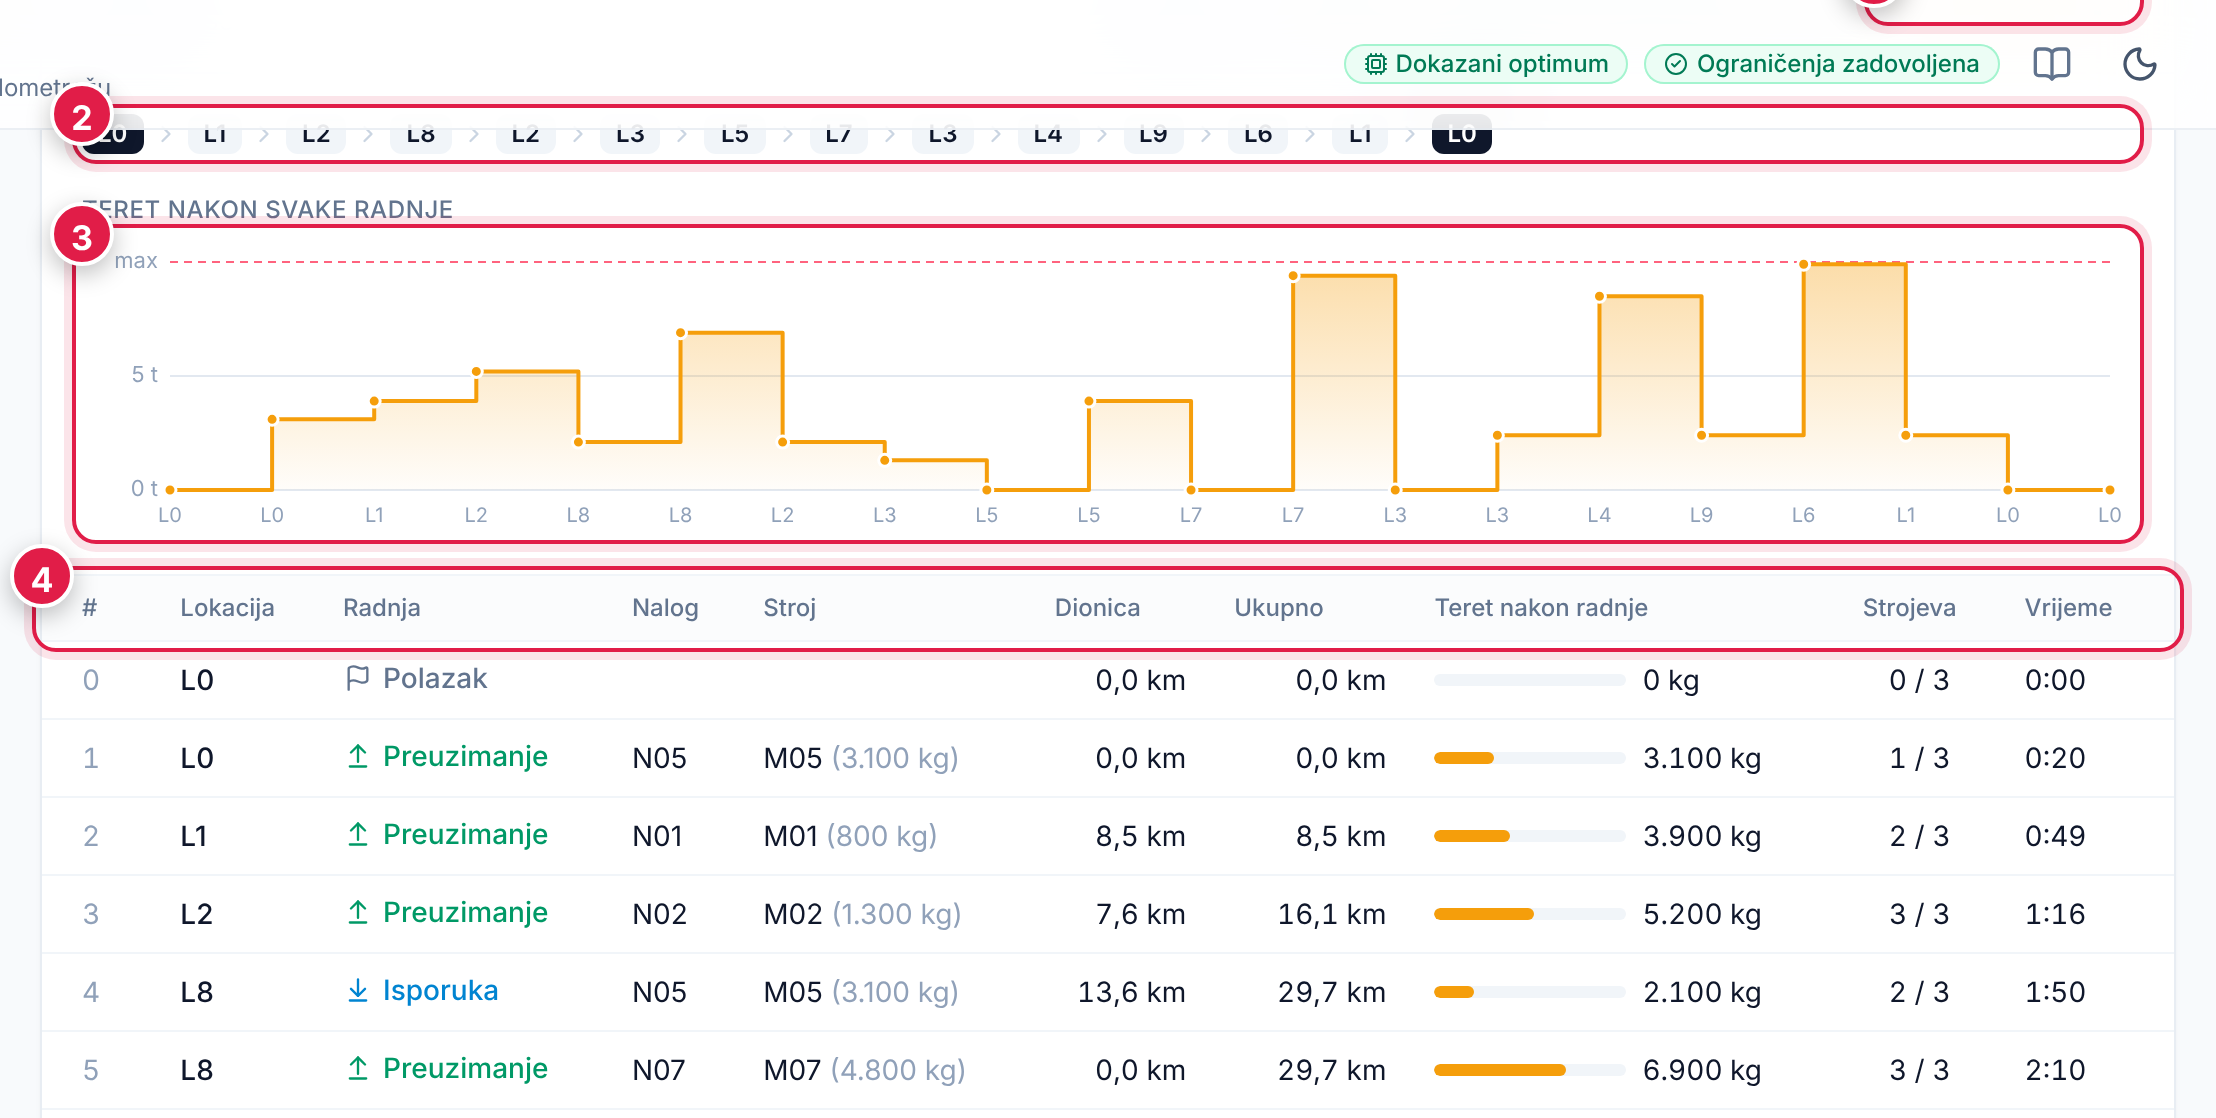 Dokazani optimum
Ograničenja zadovoljena
2
L0 L1 L2 L8 L2 L3 L5 L7 L3 L4 L9 L6 L1 L0
TERET NAKON SVAKE RADNJE
3
max
5 t
0 t
L0 L0 L1 L2 L8 L8 L2 L3 L5 L5 L7 L7 L3 L3 L4 L9 L6 L1 L0 L0
4
# Lokacija Radnja Nalog Stroj Dionica Ukupno Teret nakon radnje Strojeva Vrijeme
0 L0 Polazak 0,0 km 0,0 km 0 kg 0 / 3 0:00
1 L0 Preuzimanje N05 M05 (3.100 kg) 0,0 km 0,0 km 3.100 kg 1 / 3 0:20
2 L1 Preuzimanje N01 M01 (800 kg) 8,5 km 8,5 km 3.900 kg 2 / 3 0:49
3 L2 Preuzimanje N02 M02 (1.300 kg) 7,6 km 16,1 km 5.200 kg 3 / 3 1:16
4 L8 Isporuka N05 M05 (3.100 kg) 13,6 km 29,7 km 2.100 kg 2 / 3 1:50
5 L8 Preuzimanje N07 M07 (4.800 kg) 0,0 km 29,7 km 6.900 kg 3 / 3 2:10